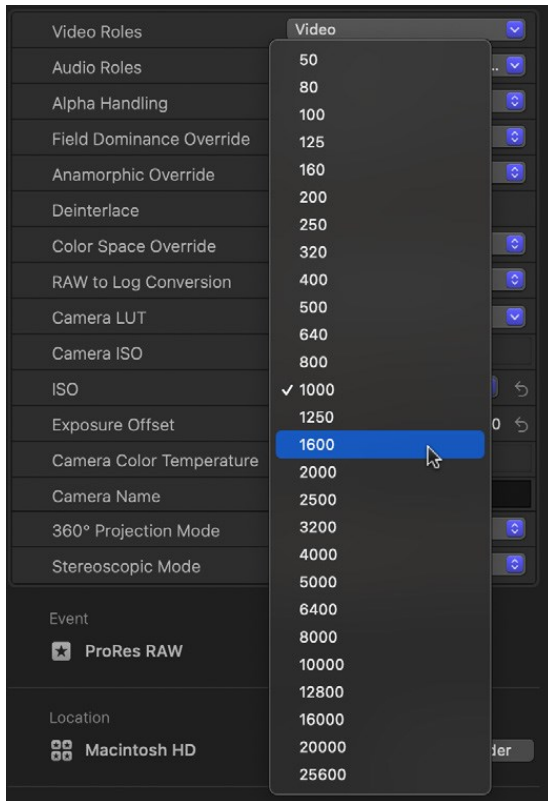 Video Roles Video
Audio Roles ..
50
80
Alpha Handling
100
Field Dominance Override
125
Anamorphic Override
160
Deinterlace
200
250
Color Space Override
320
RAW to Log Conversion
400
Camera LUT
500
640
Camera ISO
800
ISO ✓ 1000
Exposure Offset 0
1250
Camera Color Temperature
1600
2000
Camera Name
2500
360° Projection Mode
3200
Stereoscopic Mode
4000
5000
Event
6400
ProRes RAW
8000
10000
12800
Location
16000
Macintosh HD
20000
der
25600